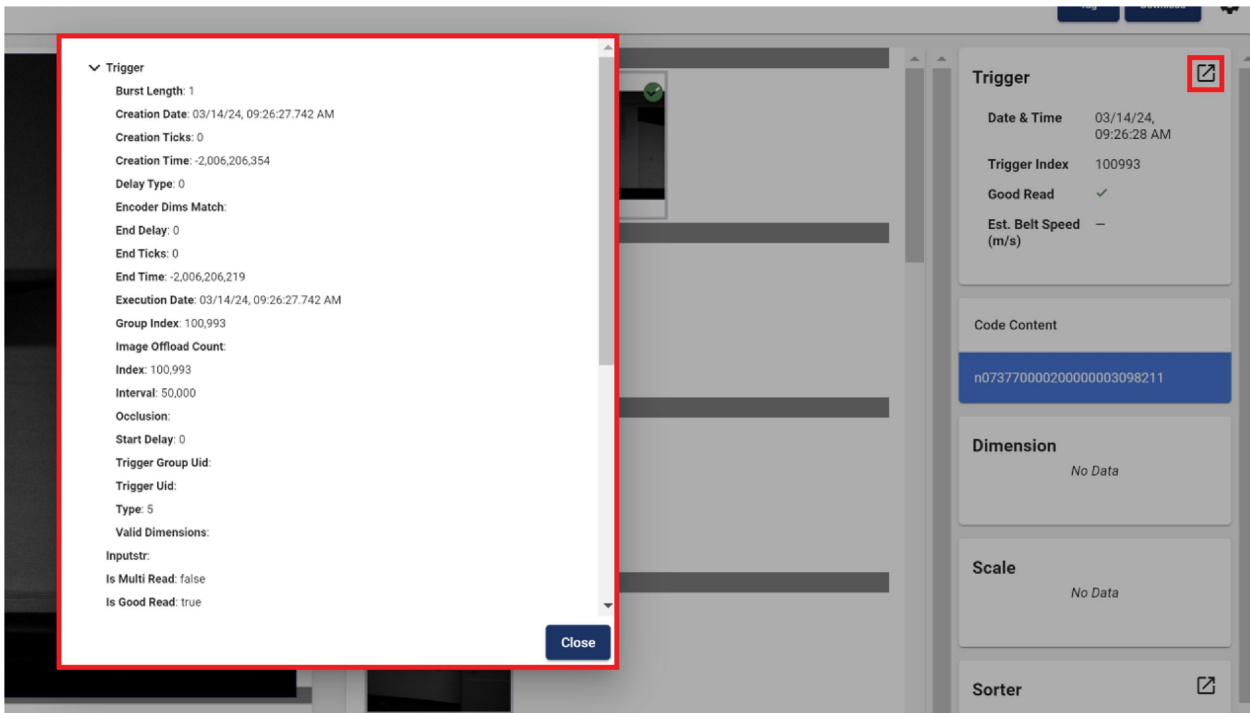 Trigger
Burst Length: 1
Creation Date: 03/14/24, 09:26:27.742 AM
Creation Ticks: 0
Creation Time: -2,006,206,354
Delay Type: 0
Encoder Dims Match:
End Delay: 0
End Ticks: 0
End Time: -2,006,206,219
Execution Date: 03/14/24, 09:26:27.742 AM
Group Index: 100,993
Image Offload Count:
Index: 100,993
Interval: 50,000
Occlusion:
Start Delay: 0
Trigger Group Uid:
Trigger Uid:
Type: 5
Valid Dimensions:
Inputstr:
Is Multi Read: false
Is Good Read: true
Close
Trigger
Date & Time 03/14/24,
09:26:28 AM
Trigger Index 100993
Good Read
Est. Belt Speed –
(m/s)
Code Content
n0737700002000000003098211
Dimension
No Data
Scale
No Data
Sorter